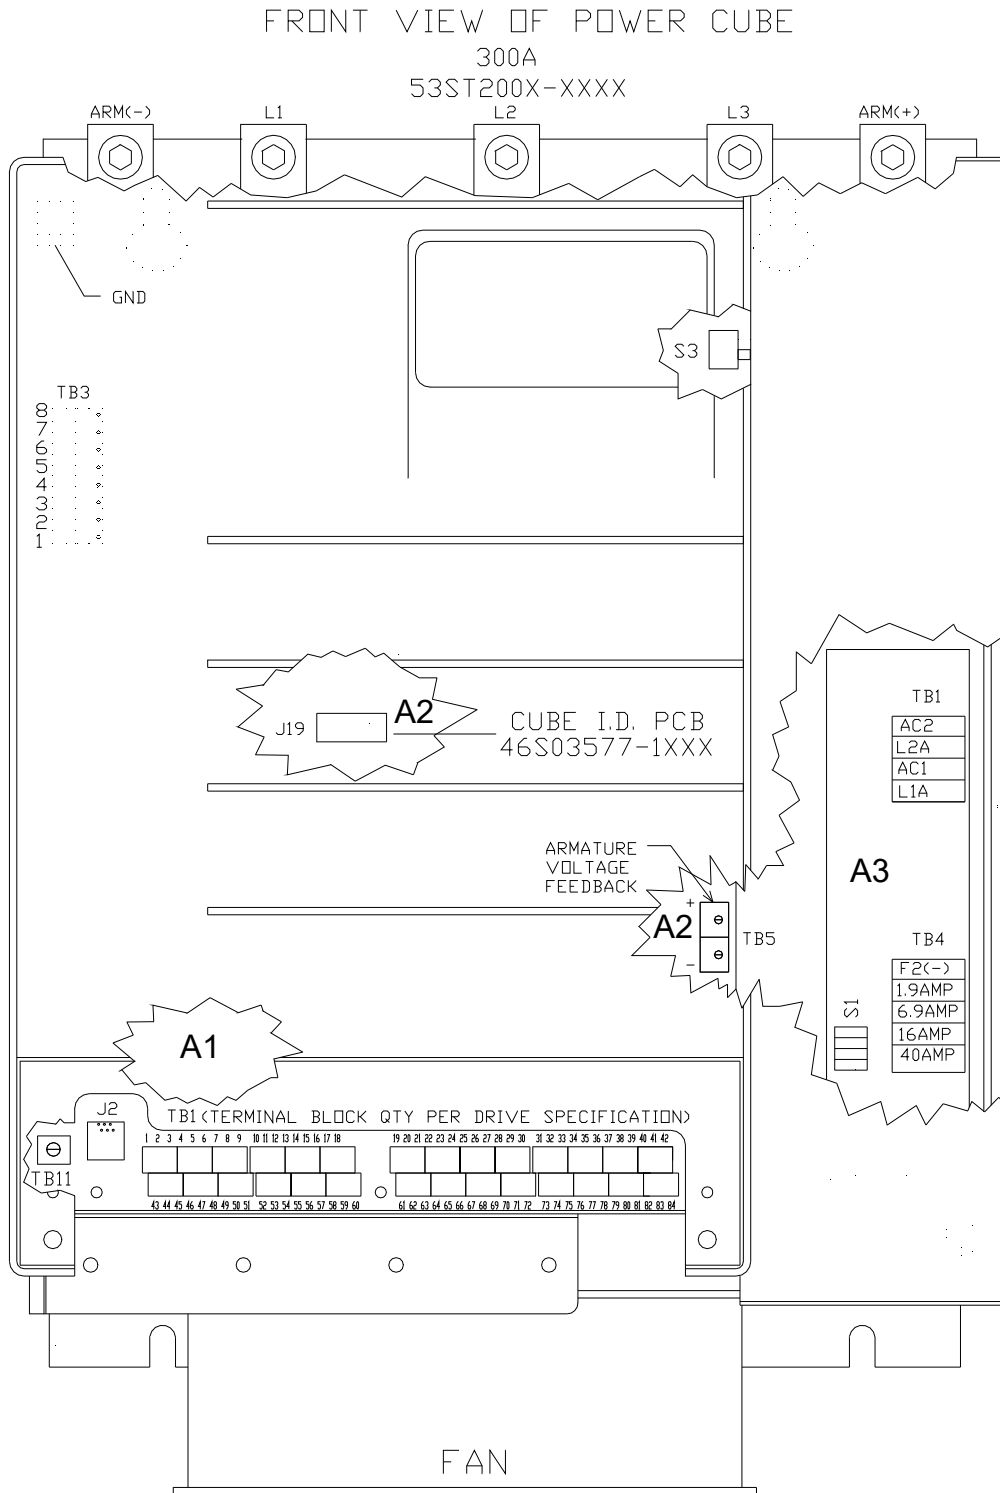 FRONT VIEW OF POWER CUBE
300A
53ST200X-XXXX
ARM(-)
L1
L2
L3
ARM(+)
GND
S3
TB3
8
7
6
5
4
3
2
1
J19
A2
CUBE I.D. PCB
46S03577-1XXX
TB1
AC2
L2A
AC1
L1A
ARMATURE
VOLTAGE
FEEDBACK
A3
+
A2
-
TB5
TB4
F2(-)
1.9AMP
6.9AMP
16AMP
40AMP
S1
A1
J2
TB1(TERMINAL BLOCK QTY PER DRIVE SPECIFICATION)
1 2 3 4 5 6 7 8 9 10 11 12 13 14 15 16 17 18 19 20 21 22 23 24 25 26 27 28 29 30 31 32 33 34 35 36 37 38 39 40 41 42
TB11
43 44 45 46 47 48 49 50 51 52 53 54 55 56 57 58 59 60 61 62 63 64 65 66 67 68 69 70 71 72 73 74 75 76 77 78 79 80 81 82 83 84
FAN